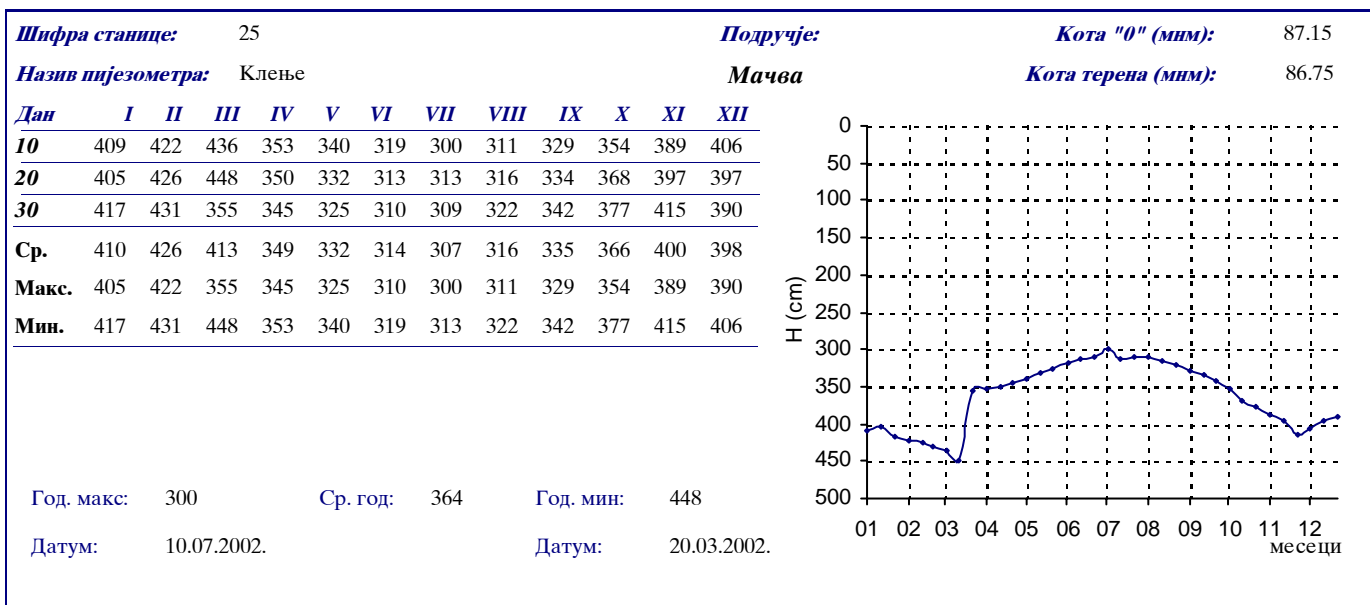 Шифра станице: 25 Подручје: Кота "0" (мнм): 87.15
Назив пијезометра: Клење Мачва Кота терена (мнм): 86.75
Дан I II III IV V VI VII VIII IX X XI XII
10 409 422 436 353 340 319 300 311 329 354 389 406
20 405 426 448 350 332 313 313 316 334 368 397 397
30 417 431 355 345 325 310 309 322 342 377 415 390
Ср. 410 426 413 349 332 314 307 316 335 366 400 398
Макс. 405 422 355 345 325 310 300 311 329 354 389 390
Мин. 417 431 448 353 340 319 313 322 342 377 415 406
Год. макс: 300 Ср. год: 364 Год. мин: 448
Датум: 10.07.2002. Датум: 20.03.2002.
H (cm)
0
50
100
150
200
250
300
350
400
450
500
01 02 03 04 05 06 07 08 09 10 11 12
месеци